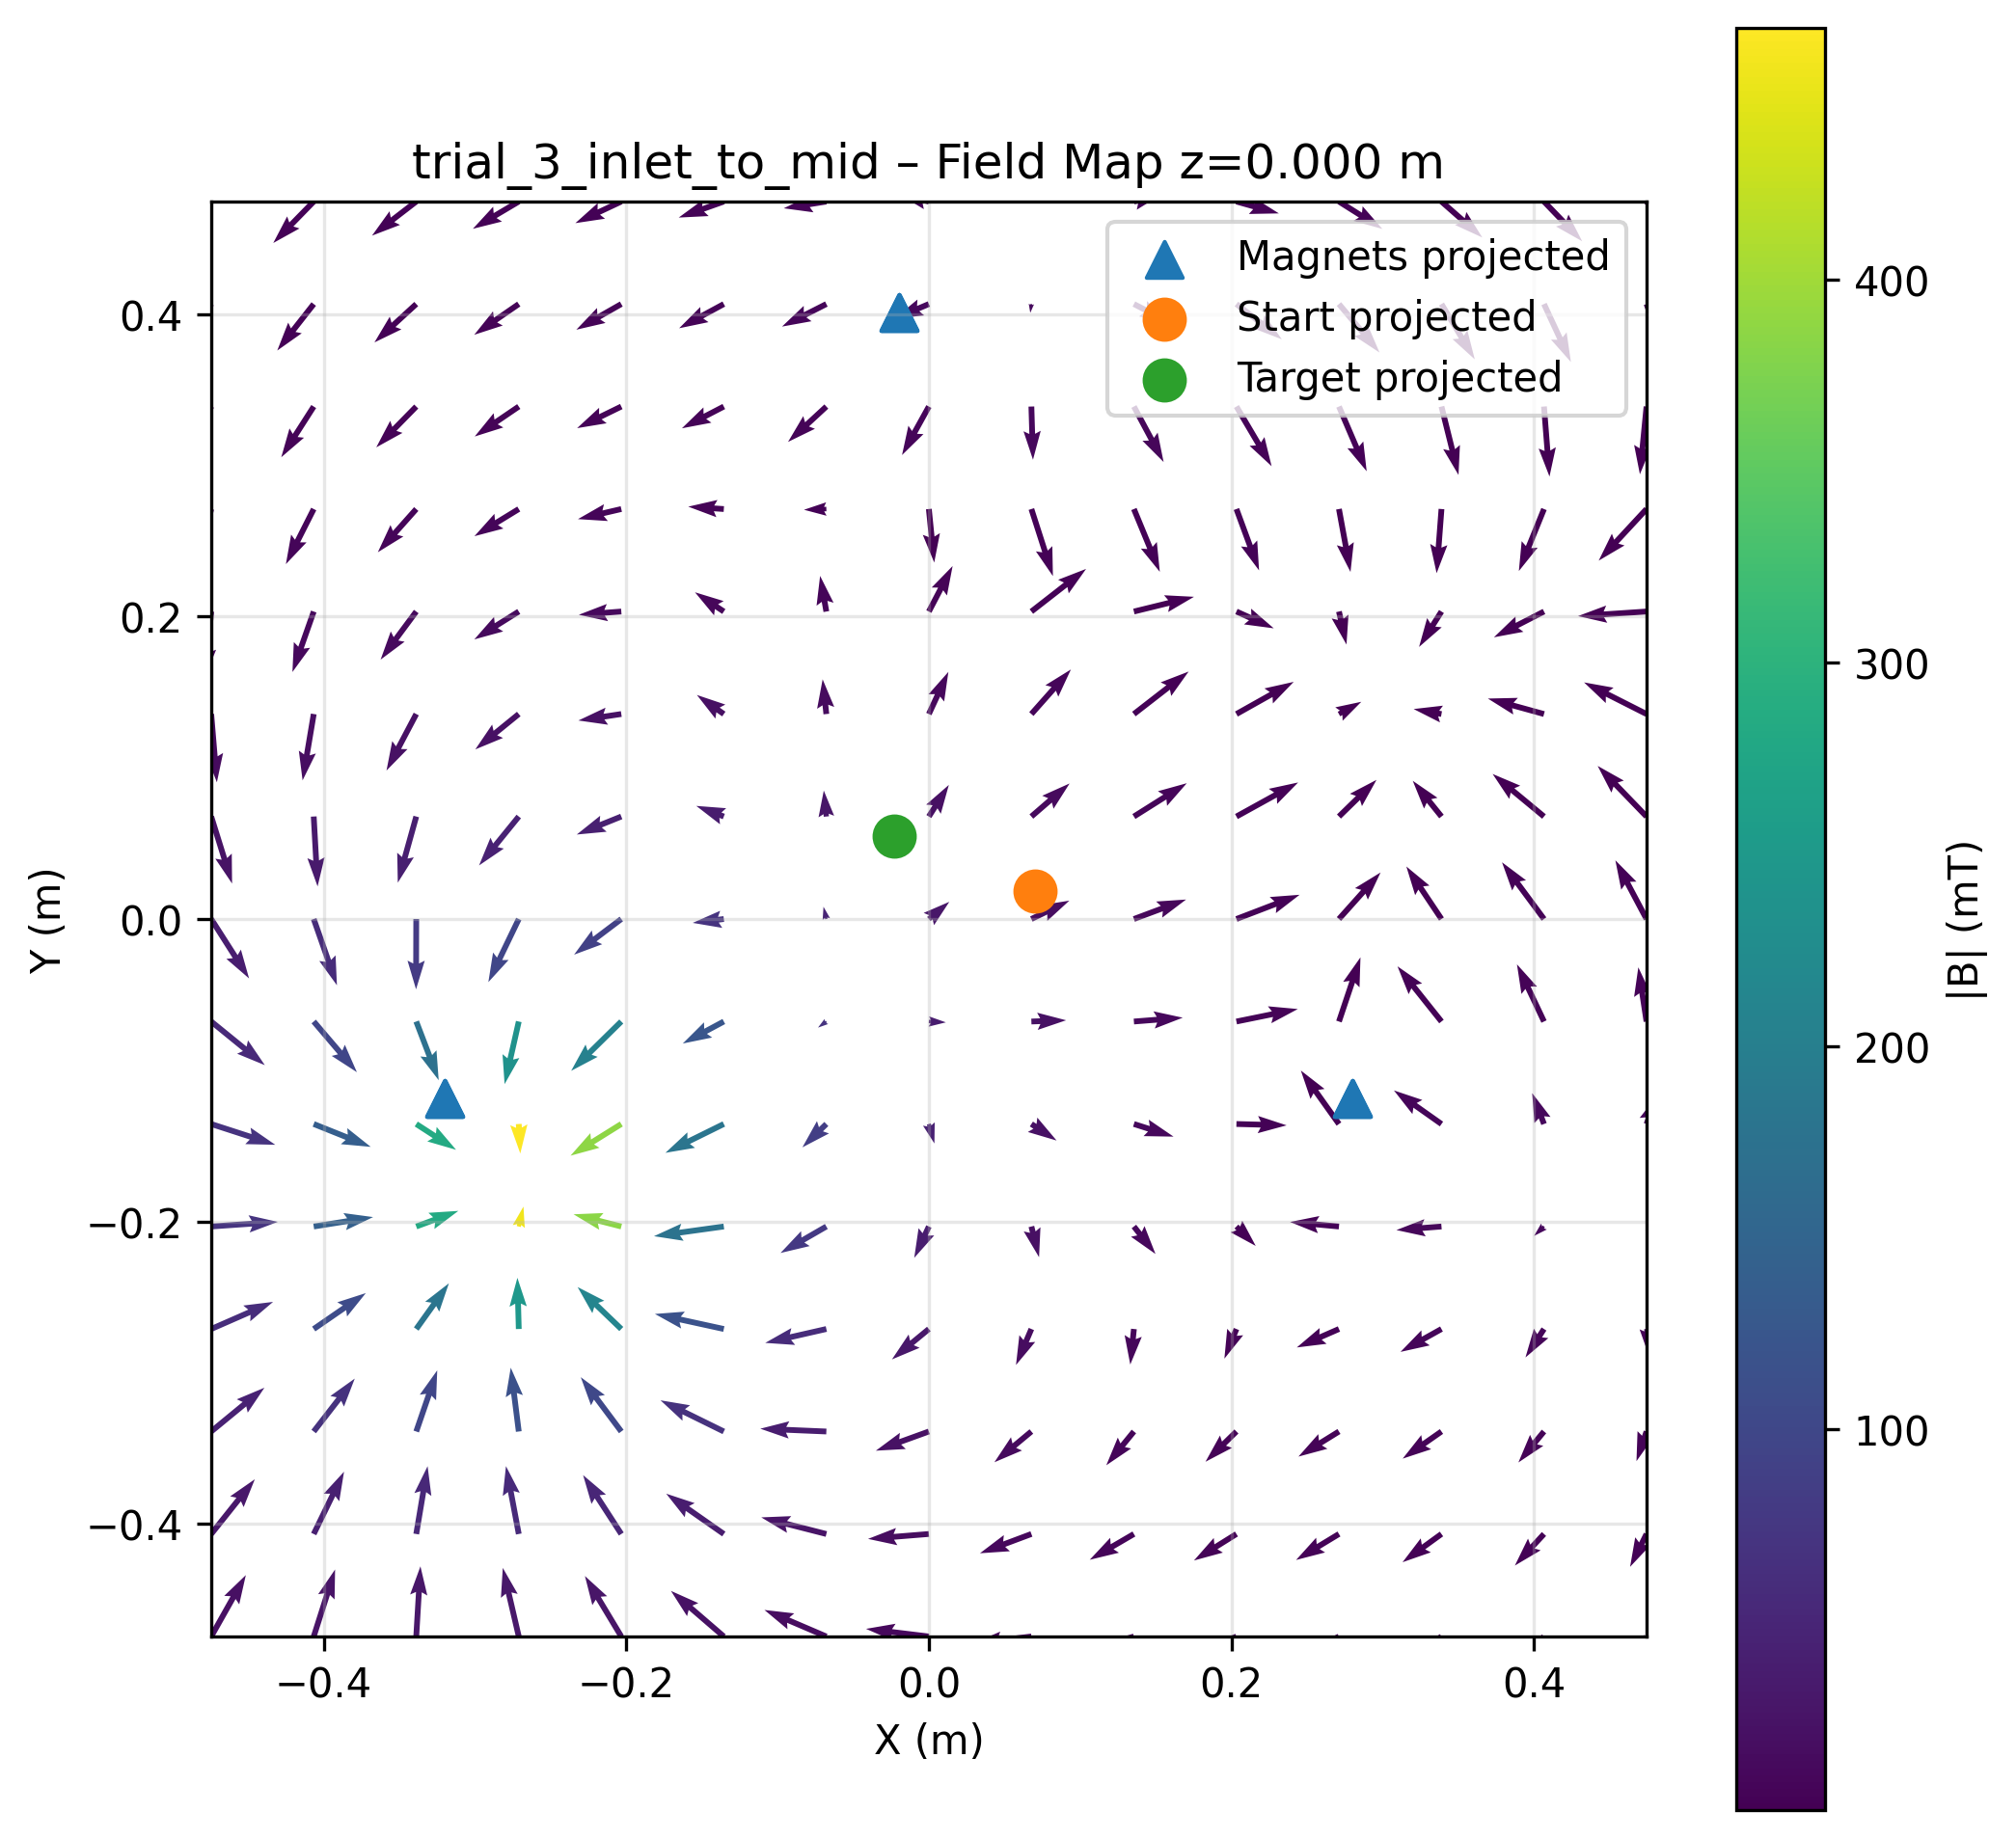 trial_3_inlet_to_mid – Field Map z=0.000 m
Magnets projected
Start projected
Target projected
Y (m)
0.4
0.2
0.0
−0.2
−0.4
−0.4
−0.2
0.0
0.2
0.4
X (m)
400
300
200
100
|B| (mT)